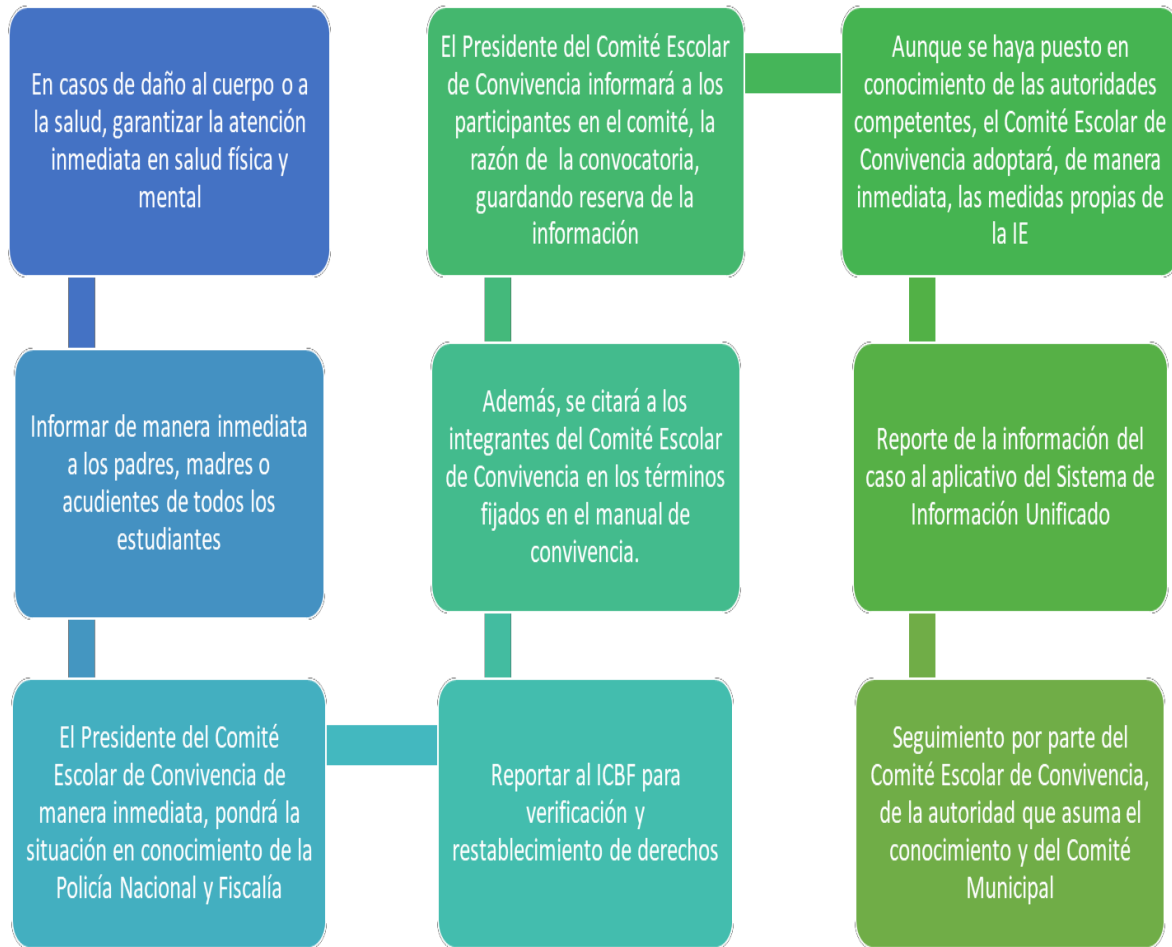 En casos de daño al cuerpo o a
la salud, garantizar la atención
inmediata en salud física y
mental
Informar de manera inmediata
a los padres, madres o
acudientes de todos los
estudiantes
El Presidente del Comité
Escolar de Convivencia de
manera inmediata, pondrá la
situación en conocimiento de la
Policía Nacional y Fiscalía
Reportar al ICBF para
verificación y
restablecimiento de derechos
Además, se citará a los
integrantes del Comité Escolar
de Convivencia en los términos
fijados en el manual de
convivencia.
El Presidente del Comité Escolar
de Convivencia informará a los
participantes en el comité, la
razón de la convocatoria,
guardando reserva de la
información
Aunque se haya puesto en
conocimiento de las autoridades
competentes, el Comité Escolar de
Convivencia adoptará, de manera
inmediata, las medidas propias de
la IE
Reporte de la información del
caso al aplicativo del Sistema de
Información Unificado
Seguimiento por parte del
Comité Escolar de Convivencia,
de la autoridad que asuma el
conocimiento y del Comité
Municipal